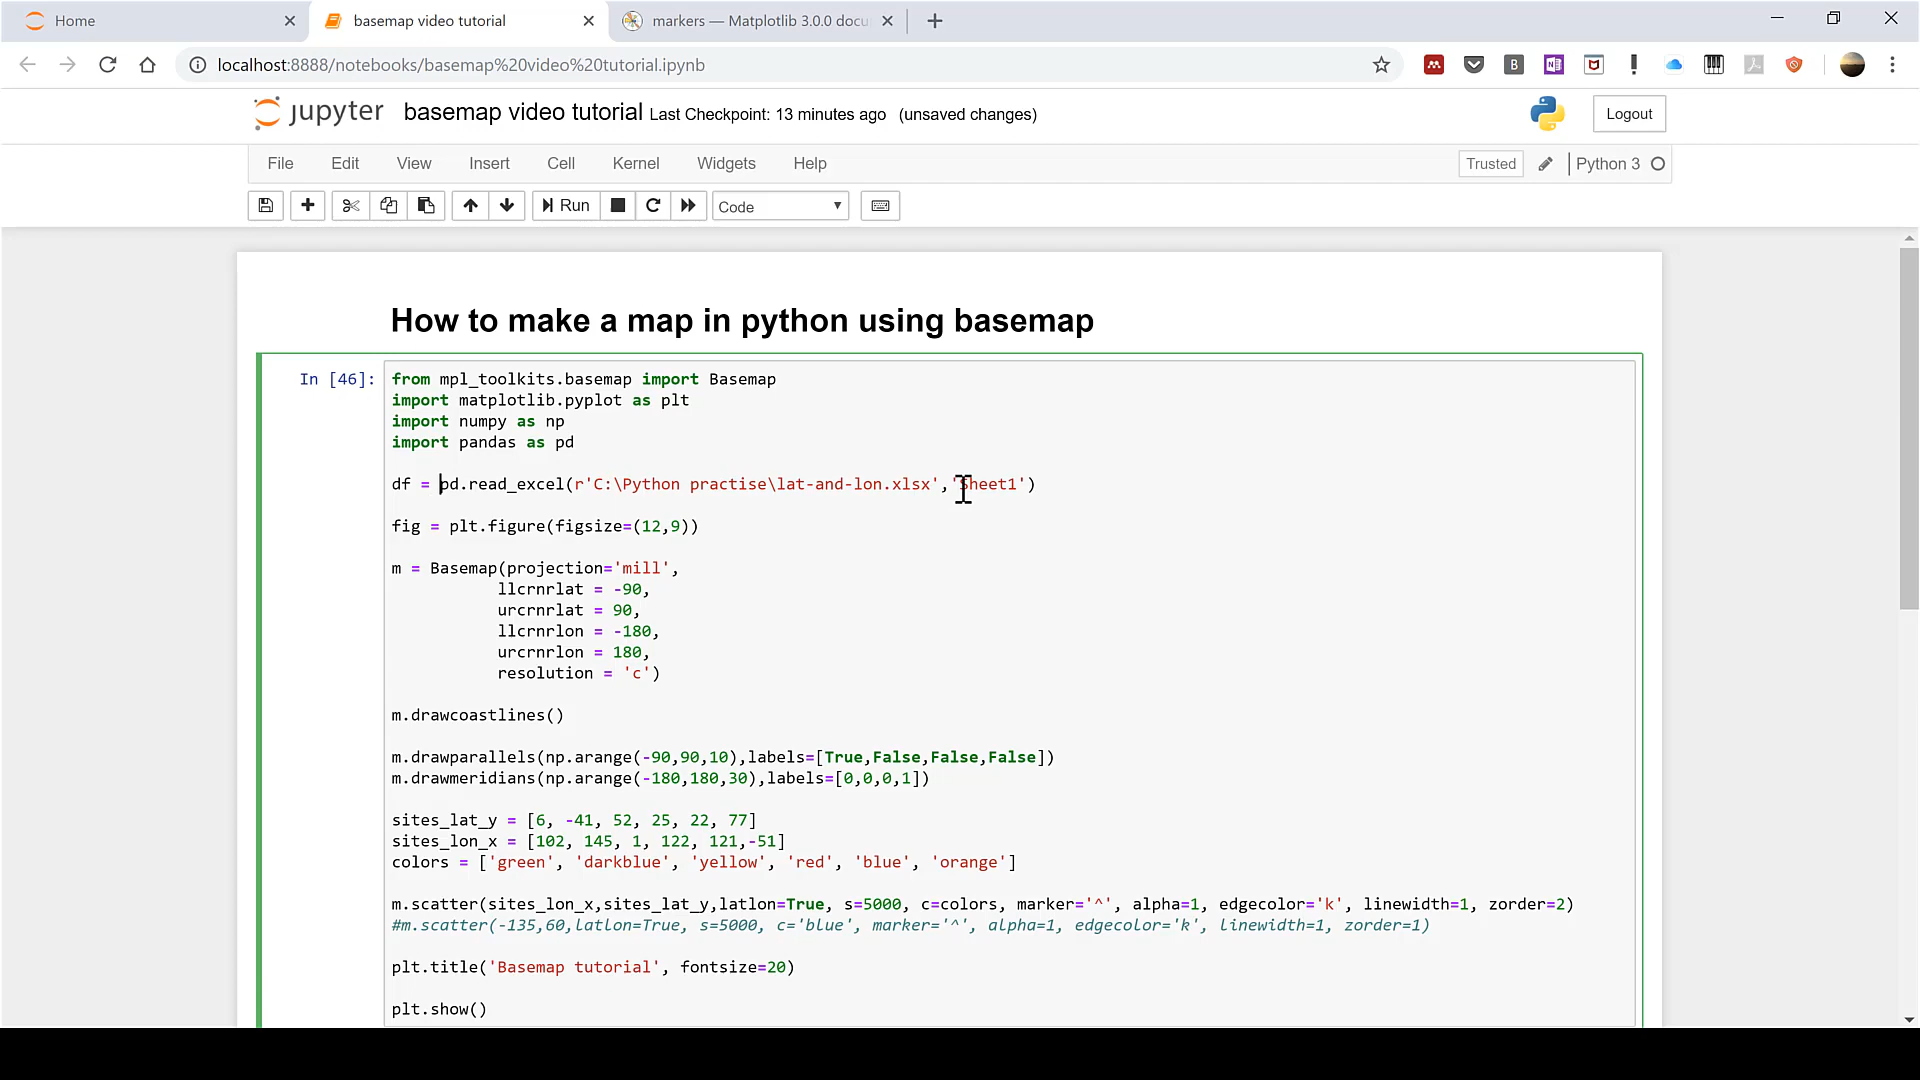 Home
basemap video tutorial
markers — Matplotlib 3.0.0 docu
localhost:8888/notebooks/basemap%20video%20tutorial.ipynb
jupyter basemap video tutorial Last Checkpoint: 13 minutes ago (unsaved changes)
Logout
File Edit View Insert Cell Kernel Widgets Help
Trusted Python 3
Run Code
How to make a map in python using basemap
In [46]:
from mpl_toolkits.basemap import Basemap
import matplotlib.pyplot as plt
import numpy as np
import pandas as pd
df = pd.read_excel(r'C:\Python practise\lat-and-lon.xlsx','Sheet1')
fig = plt.figure(figsize=(12,9))
m = Basemap(projection='mill',
llcrnrlat = -90,
urcrnrlat = 90,
llcrnrlon = -180,
urcrnrlon = 180,
resolution = 'c')
m.drawcoastlines()
m.drawparallels(np.arange(-90,90,10),labels=[True,False,False,False])
m.drawmeridians(np.arange(-180,180,30),labels=[0,0,0,1])
sites_lat_y = [6, -41, 52, 25, 22, 77]
sites_lon_x = [102, 145, 1, 122, 121,-51]
colors = ['green', 'darkblue', 'yellow', 'red', 'blue', 'orange']
m.scatter(sites_lon_x,sites_lat_y,latlon=True, s=5000, c=colors, marker='^', alpha=1, edgecolor='k', linewidth=1, zorder=2)
#m.scatter(-135,60,latlon=True, s=5000, c='blue', marker='^', alpha=1, edgecolor='k', linewidth=1, zorder=1)
plt.title('Basemap tutorial', fontsize=20)
plt.show()